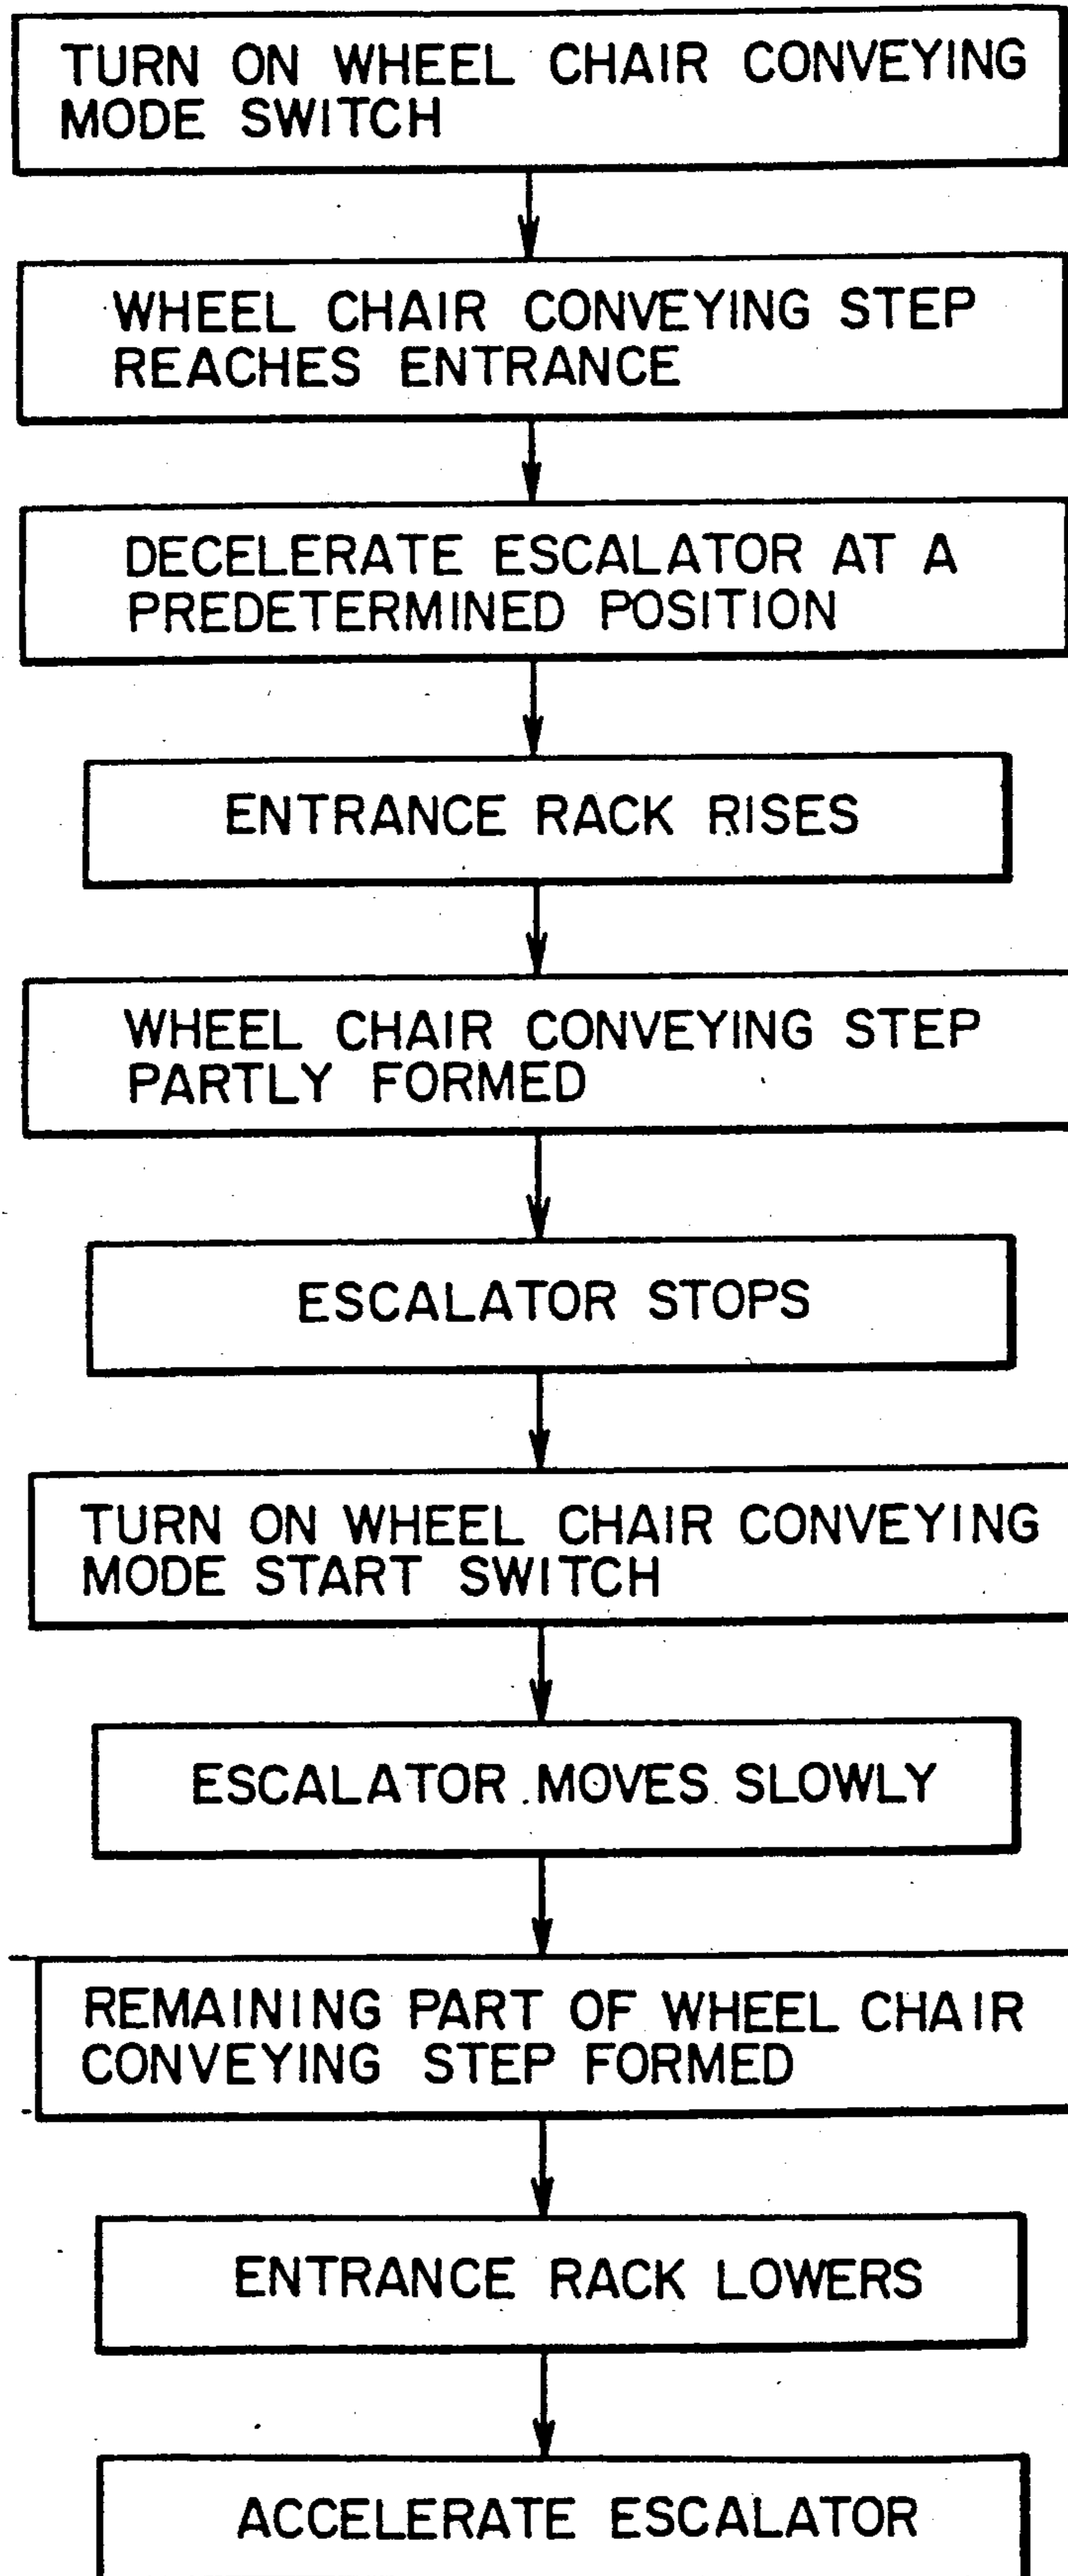 TURN ON WHEEL CHAIR CONVEYING
MODE SWITCH
WHEEL CHAIR CONVEYING STEP
REACHES ENTRANCE
DECELERATE ESCALATOR AT A
PREDETERMINED POSITION
ENTRANCE RACK RISES
WHEEL CHAIR CONVEYING STEP
PARTLY FORMED
ESCALATOR STOPS
TURN ON WHEEL CHAIR CONVEYING
MODE START SWITCH
ESCALATOR MOVES SLOWLY
REMAINING PART OF WHEEL CHAIR
CONVEYING STEP FORMED
ENTRANCE RACK LOWERS
ACCELERATE ESCALATOR